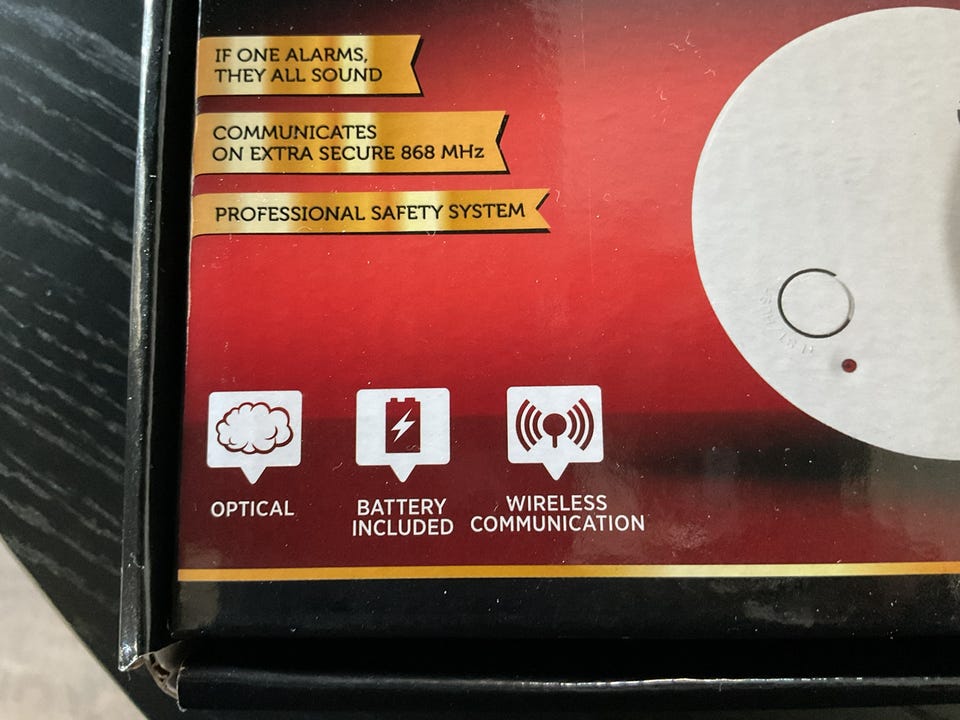 IF ONE ALARMS,
THEY ALL SOUND
COMMUNICATES
ON EXTRA SECURE 868 MHz
PROFESSIONAL SAFETY SYSTEM
OPTICAL
BATTERY
INCLUDED
WIRELESS
COMMUNICATION